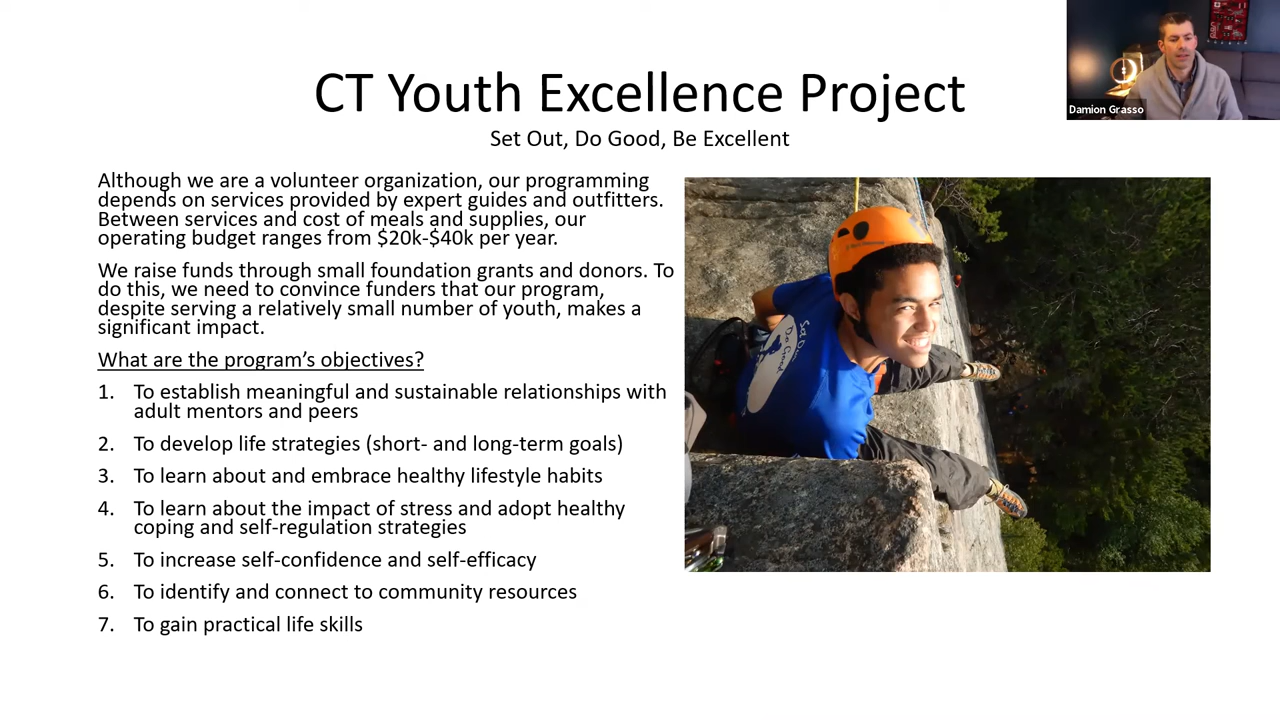 CT Youth Excellence Project
Set Out, Do Good, Be Excellent
Damion Grasso
Although we are a volunteer organization, our programming
depends on services provided by expert guides and outfitters.
Between services and cost of meals and supplies, our
operating budget ranges from $20k-$40k per year.
We raise funds through small foundation grants and donors. To
do this, we need to convince funders that our program,
despite serving a relatively small number of youth, makes a
significant impact.
What are the program’s objectives?
1. To establish meaningful and sustainable relationships with
adult mentors and peers
2. To develop life strategies (short- and long-term goals)
3. To learn about and embrace healthy lifestyle habits
4. To learn about the impact of stress and adopt healthy
coping and self-regulation strategies
5. To increase self-confidence and self-efficacy
6. To identify and connect to community resources
7. To gain practical life skills
Set Out
Do Good